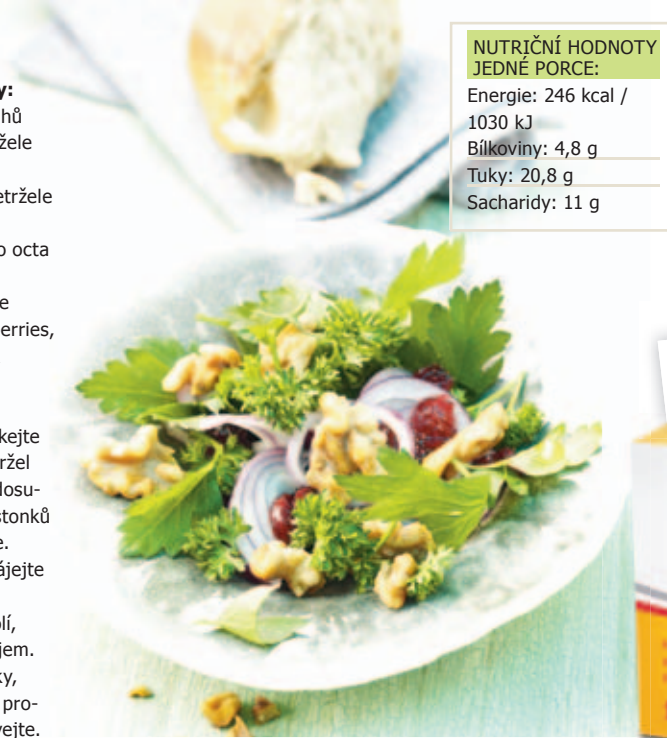 y:
hů
žele
etržele
o octa
e
erries,
kejte
ržel
losu-
stonků
e.
ájejte
lí,
jem.
ky,
pro-
vejte.
NUTRIČNÍ HODNOTY
JEDNÉ PORCE:
Energie: 246 kcal /
1030 kJ
Bílkoviny: 4,8 g
Tuky: 20,8 g
Sacharidy: 11 g